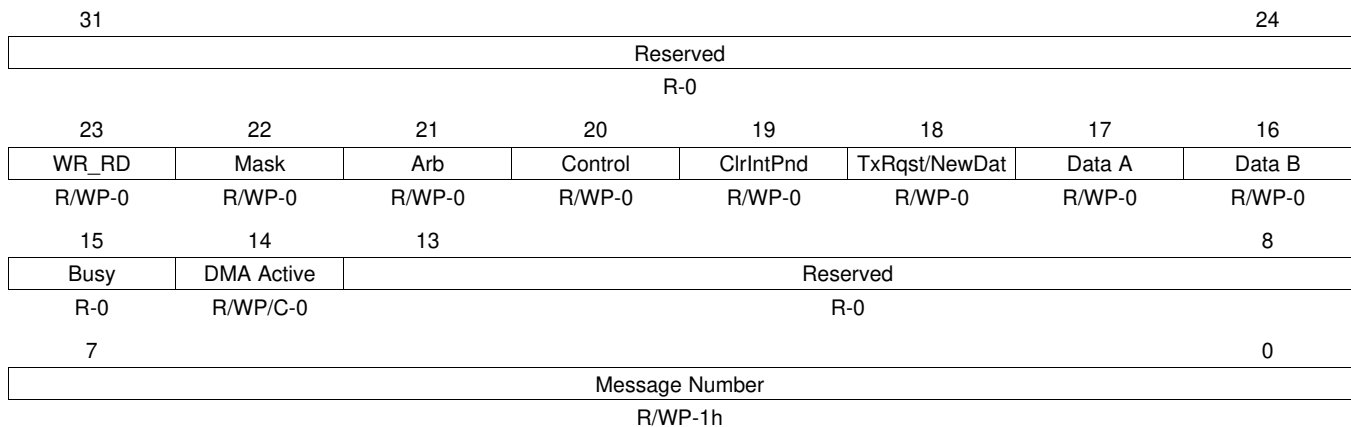 31 24
Reserved
R-0
23 22 21 20 19 18 17 16
WR_RD Mask Arb Control ClrIntPnd TxRqst/NewDat Data A Data B
R/WP-0 R/WP-0 R/WP-0 R/WP-0 R/WP-0 R/WP-0 R/WP-0 R/WP-0
15 14 13 8
Busy DMA Active Reserved
R-0 R/WP/C-0 R-0
7 0
Message Number
R/WP-1h